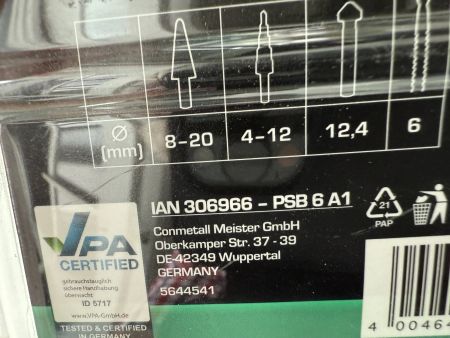 Ø
[mm]
8-20
4-12
12,4
6
IAN 306966 - PSB 6 A1
Conmetall Meister GmbH
Oberkamper Str. 37 - 39
DE-42349 Wuppertal
GERMANY
5644541
21
PAP
VPA
CERTIFIED
gebrauchstauglich
sichere Handhabung
überwacht
ID 5717
www.VPA-GmbH.de
TESTED & CERTIFIED
IN GERMANY
4 00464